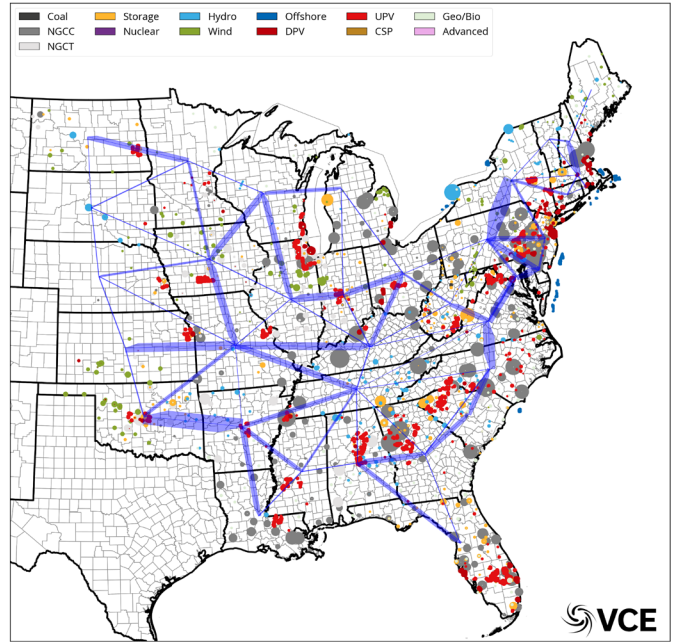 Coal Storage Hydro Offshore UPV Geo/Bio
NGCC Nuclear Wind DPV CSP Advanced
NGCT
VCE